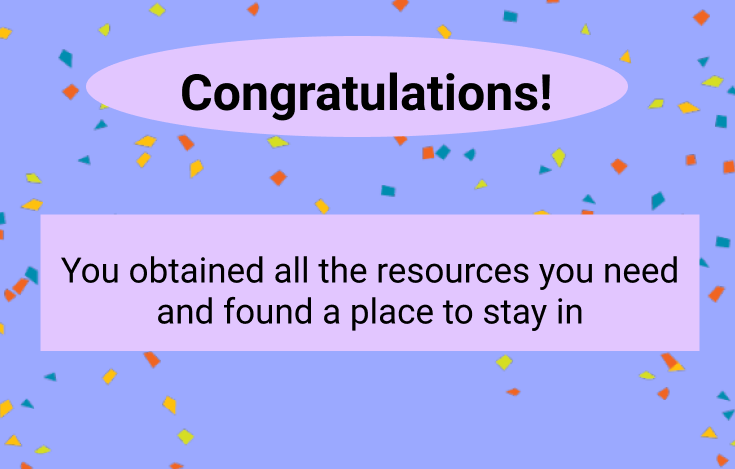 Congratulations!
You obtained all the resources you need
and found a place to stay in